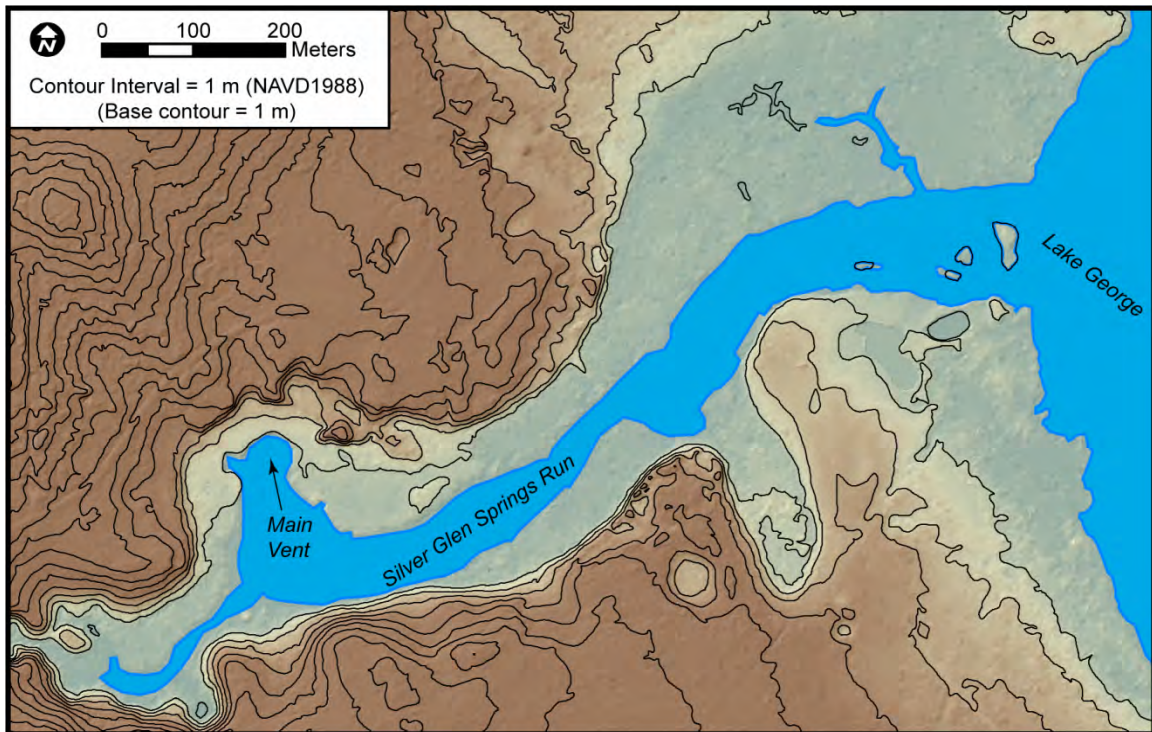 N
0 100 200
Meters
Contour Interval = 1 m (NAVD1988)
(Base contour = 1 m)
Lake George
Main
Vent
Silver Glen Springs Run